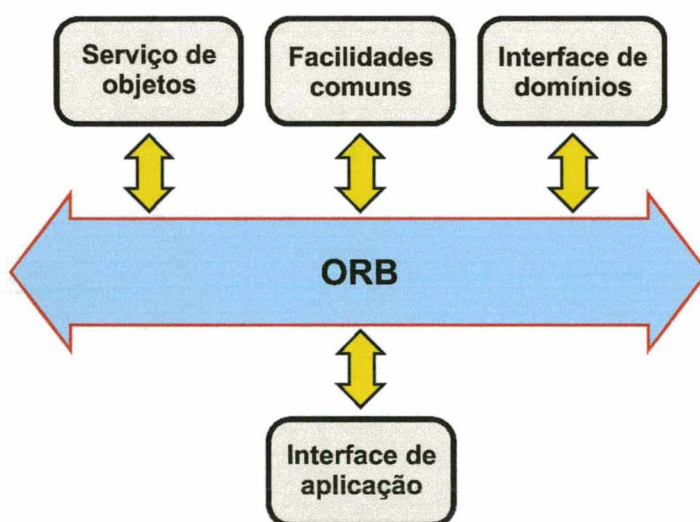 Serviço de
objetos
Facilidades
comuns
Interface de
domínios
ORB
Interface de
aplicação